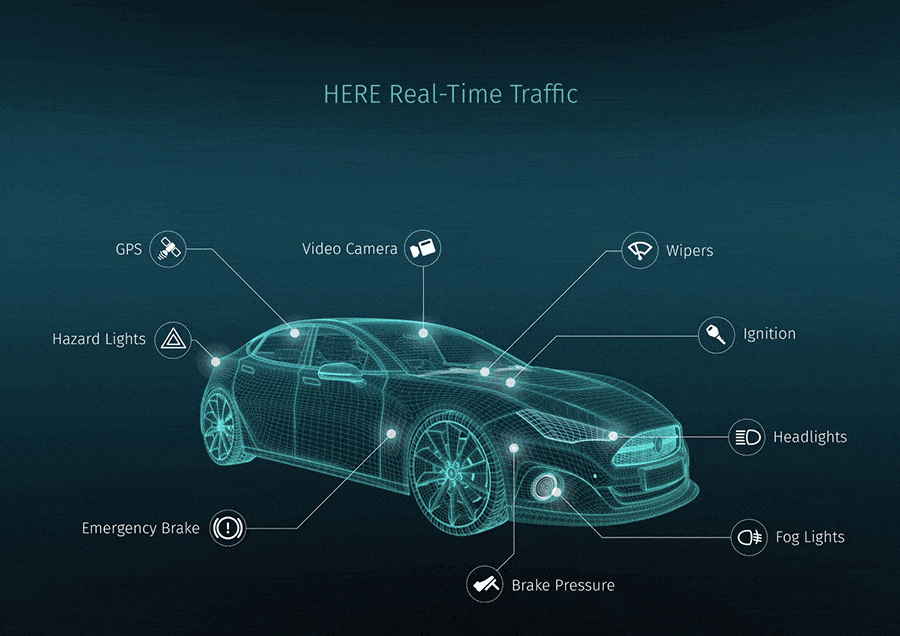 HERE Real-Time Traffic
GPS
Video Camera
Wipers
Hazard Lights
Ignition
Headlights
Emergency Brake
Fog Lights
Brake Pressure